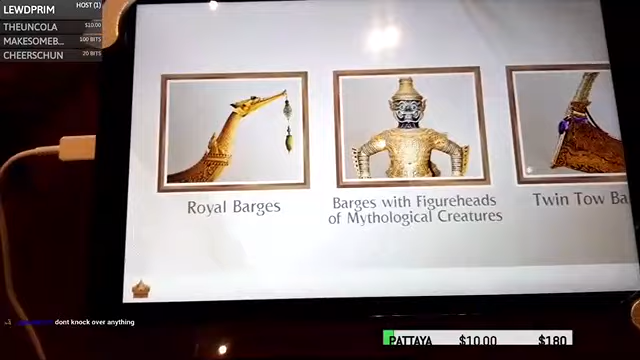 LEWDPRIM HOST (1)
THEUNCOLA $10.00
MAKESOMEB... 100 BITS
CHEERSCHUN 20 BITS
Royal Barges
Barges with Figureheads
of Mythological Creatures
Twin Tow Ba
dont knock over anything
PATTAYA $10.00 $180